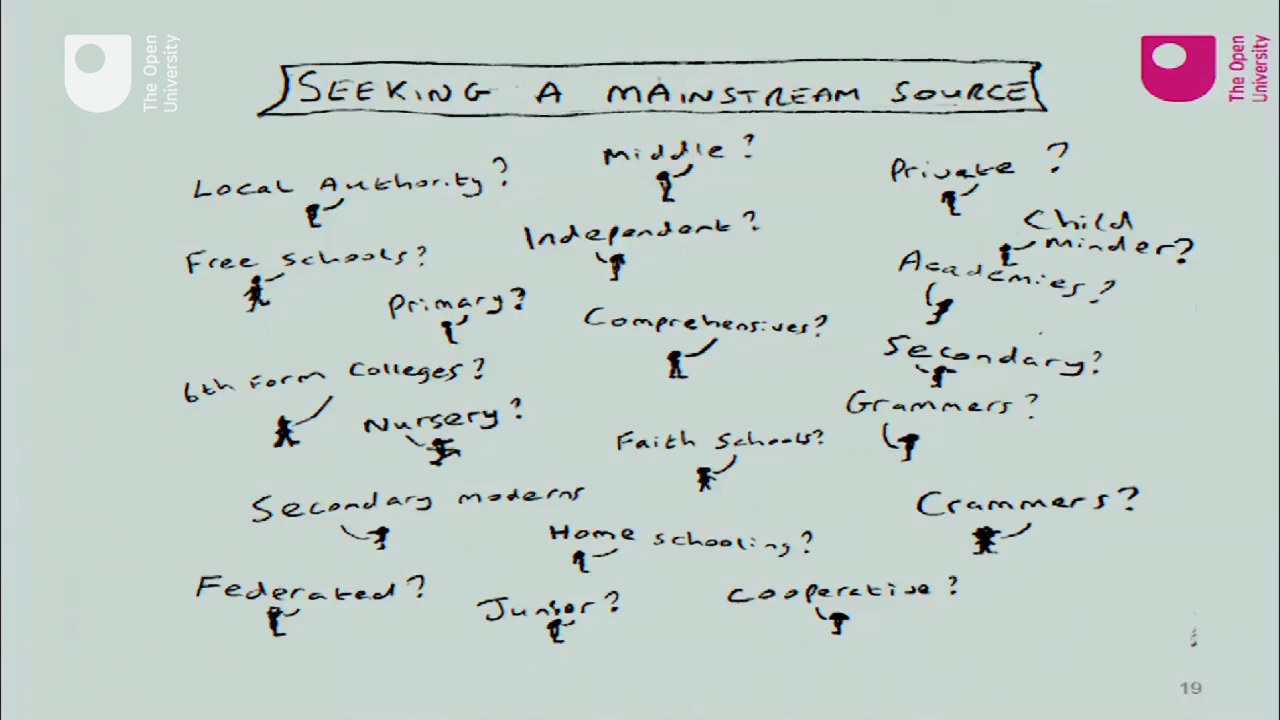 The Open
University
SEEKING A MAINSTREAM SOURCE
The Open
University
Local Authority?
Middle?
Private?
Free Schools?
Independent?
Child
minder?
Academies?
Primary?
Comprehensives?
Secondary?
6th Form Colleges?
Nursery?
Grammers?
Faith Schools?
Secondary moderns
Home schooling?
Crammers?
Federated?
Junior?
Cooperative?
19